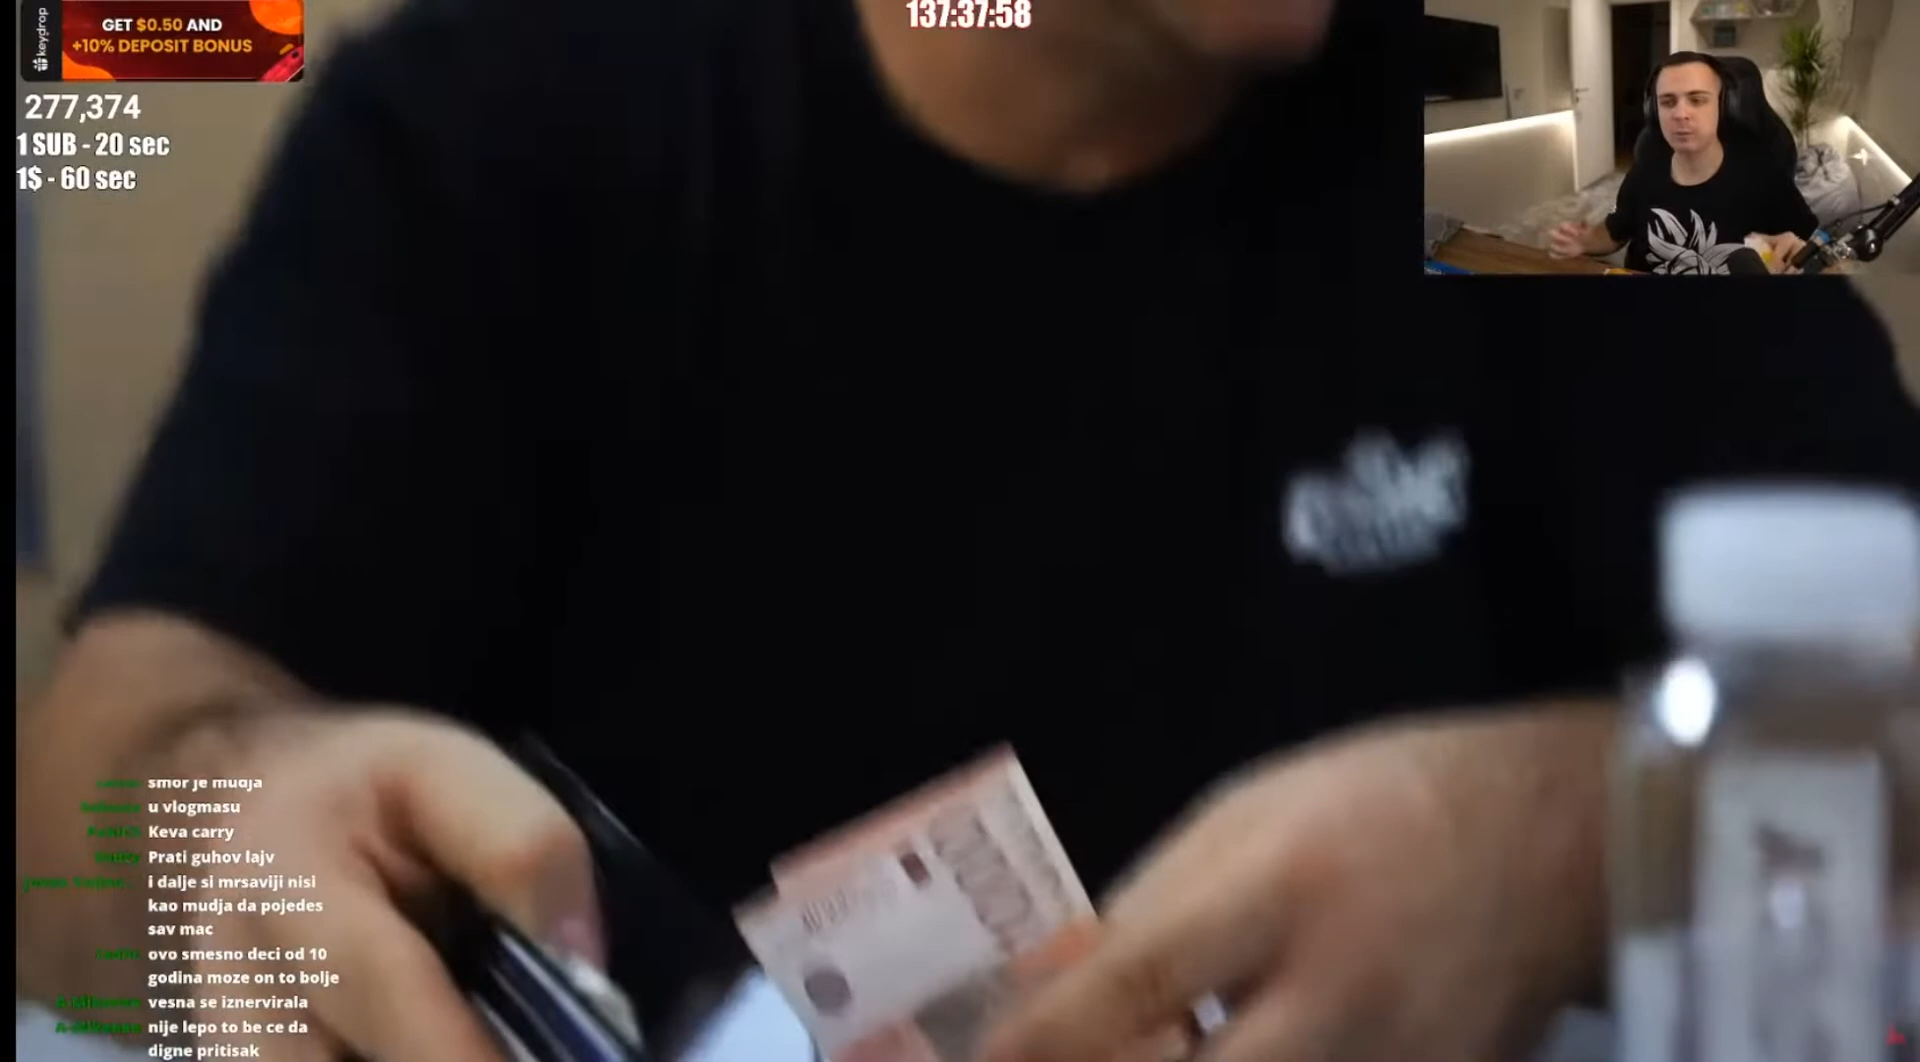 137:37:58
keydrop
GET $0.50 AND
+10% DEPOSIT BONUS
277,374
1 SUB - 20 sec
1$ - 60 sec
smor je mudja
u vlogmasu
Keva carry
Prati guhov lajv
i dalje si mrsaviji nisi
kao mudja da pojedes
sav mac
ovo smesno deci od 10
godina moze on to bolje
vesna se iznervirala
nije lepo to be ce da
digne pritisak